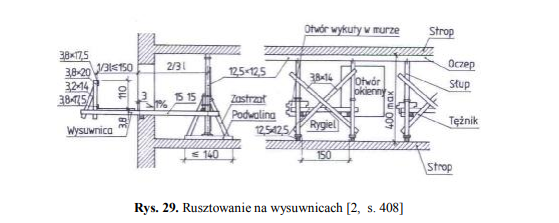 Otwór wykuty w murze
Strop
3,8×17,5
1/3l≤150
2/3 l
Oczep
3,8×20
12,5×12,5
3,8×14
Otwór
okienny
Słup
3,2×14
110
3
Zastrzał
400 max
3,8×17,5
1%
15 15
Podwalina
Tężnik
Wysuwnica
3,8
12,5×12,5
Rygiel
≤ 140
150
Strop
Rys. 29. Rusztowanie na wysuwnicach [2, s. 408]